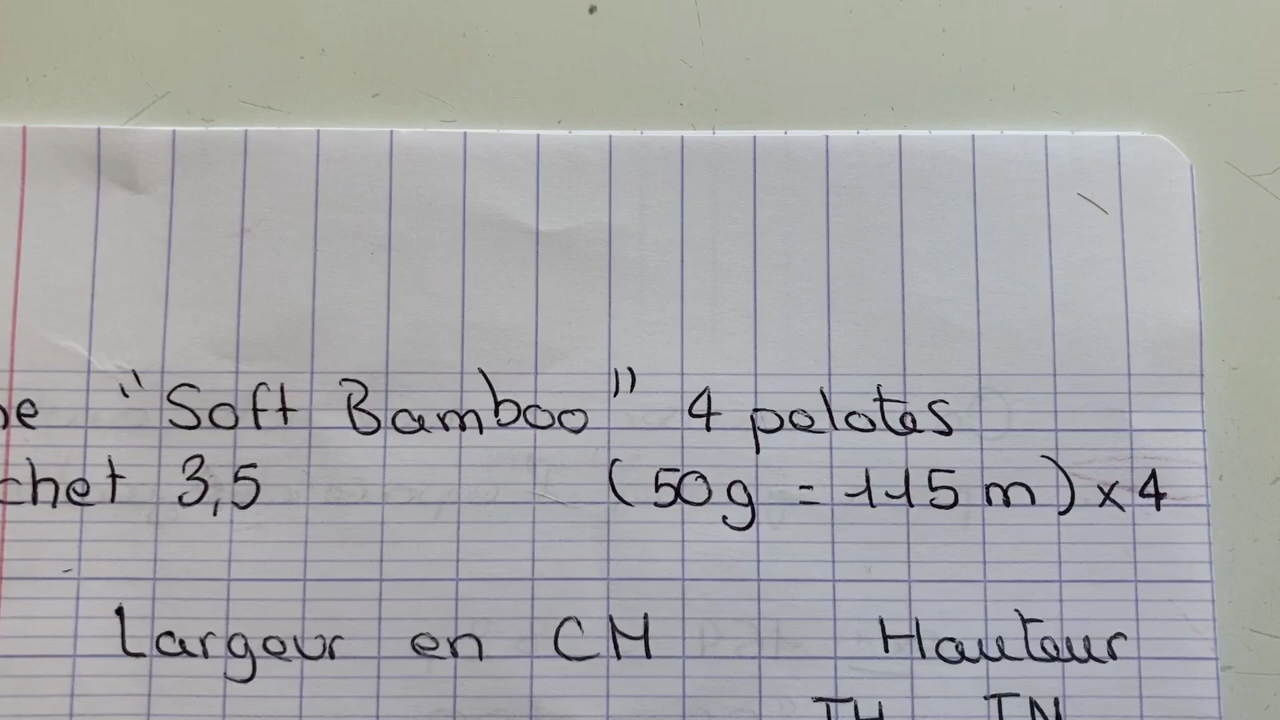 "Soft Bamboo" 4 pelotes
chet 3,5 (50g = 115 m) x 4
Largeur en CM Hauteur